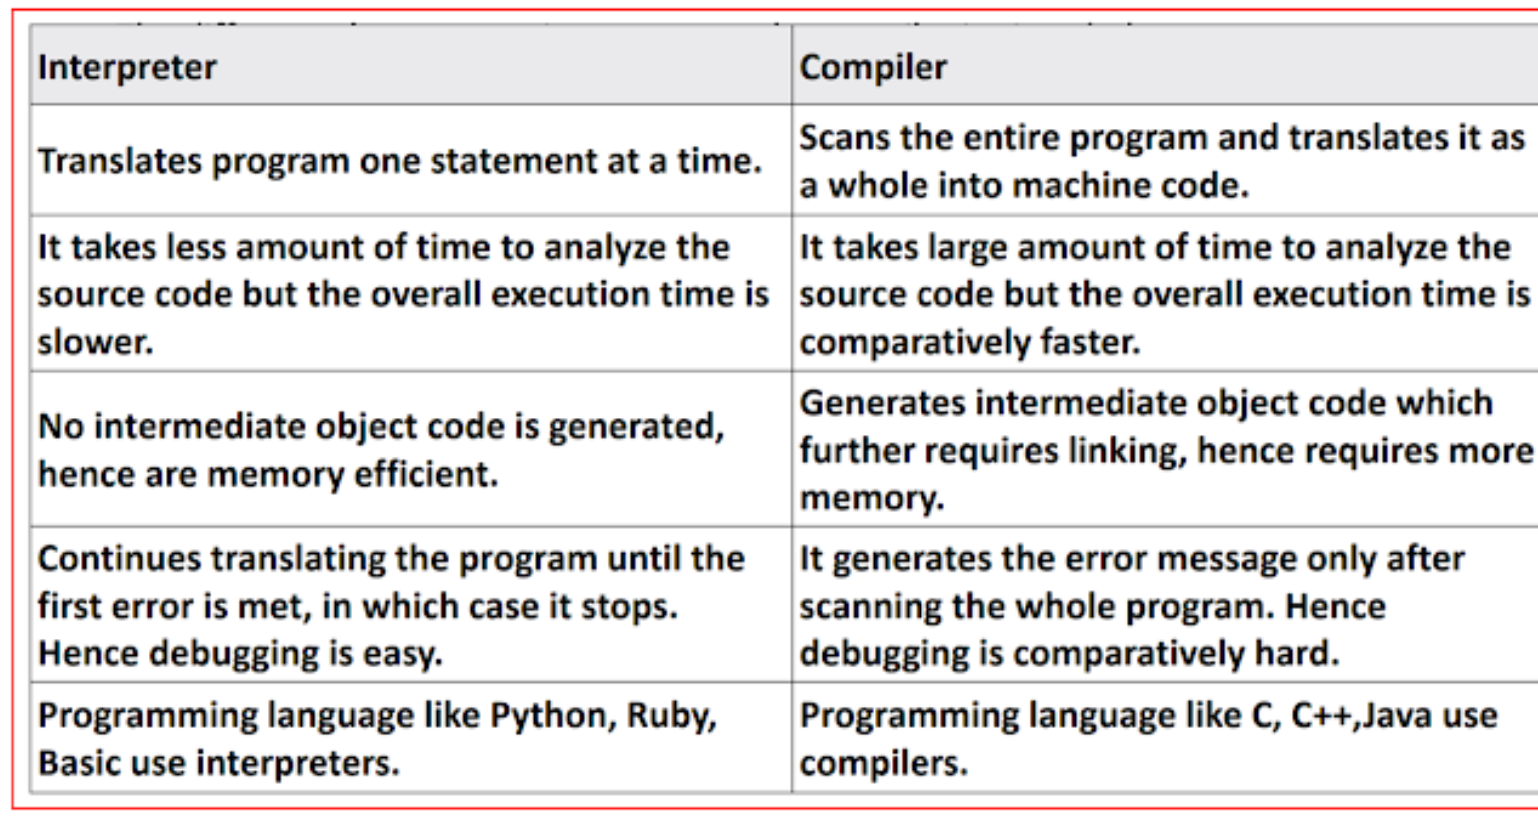 Interpreter
Compiler
Translates program one statement at a time.
Scans the entire program and translates it as
a whole into machine code.
It takes less amount of time to analyze the
source code but the overall execution time is
slower.
It takes large amount of time to analyze the
source code but the overall execution time is
comparatively faster.
No intermediate object code is generated,
hence are memory efficient.
Generates intermediate object code which
further requires linking, hence requires more
memory.
Continues translating the program until the
first error is met, in which case it stops.
Hence debugging is easy.
It generates the error message only after
scanning the whole program. Hence
debugging is comparatively hard.
Programming language like Python, Ruby,
Basic use interpreters.
Programming language like C, C++,Java use
compilers.